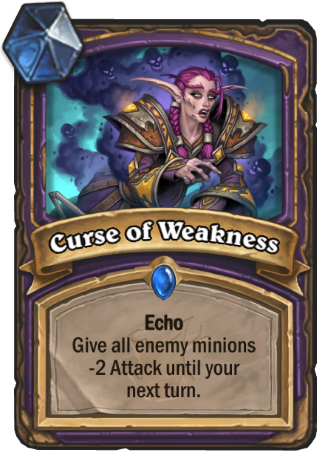 Curse of Weakness
Echo
Give all enemy minions
-2 Attack until your
next turn.